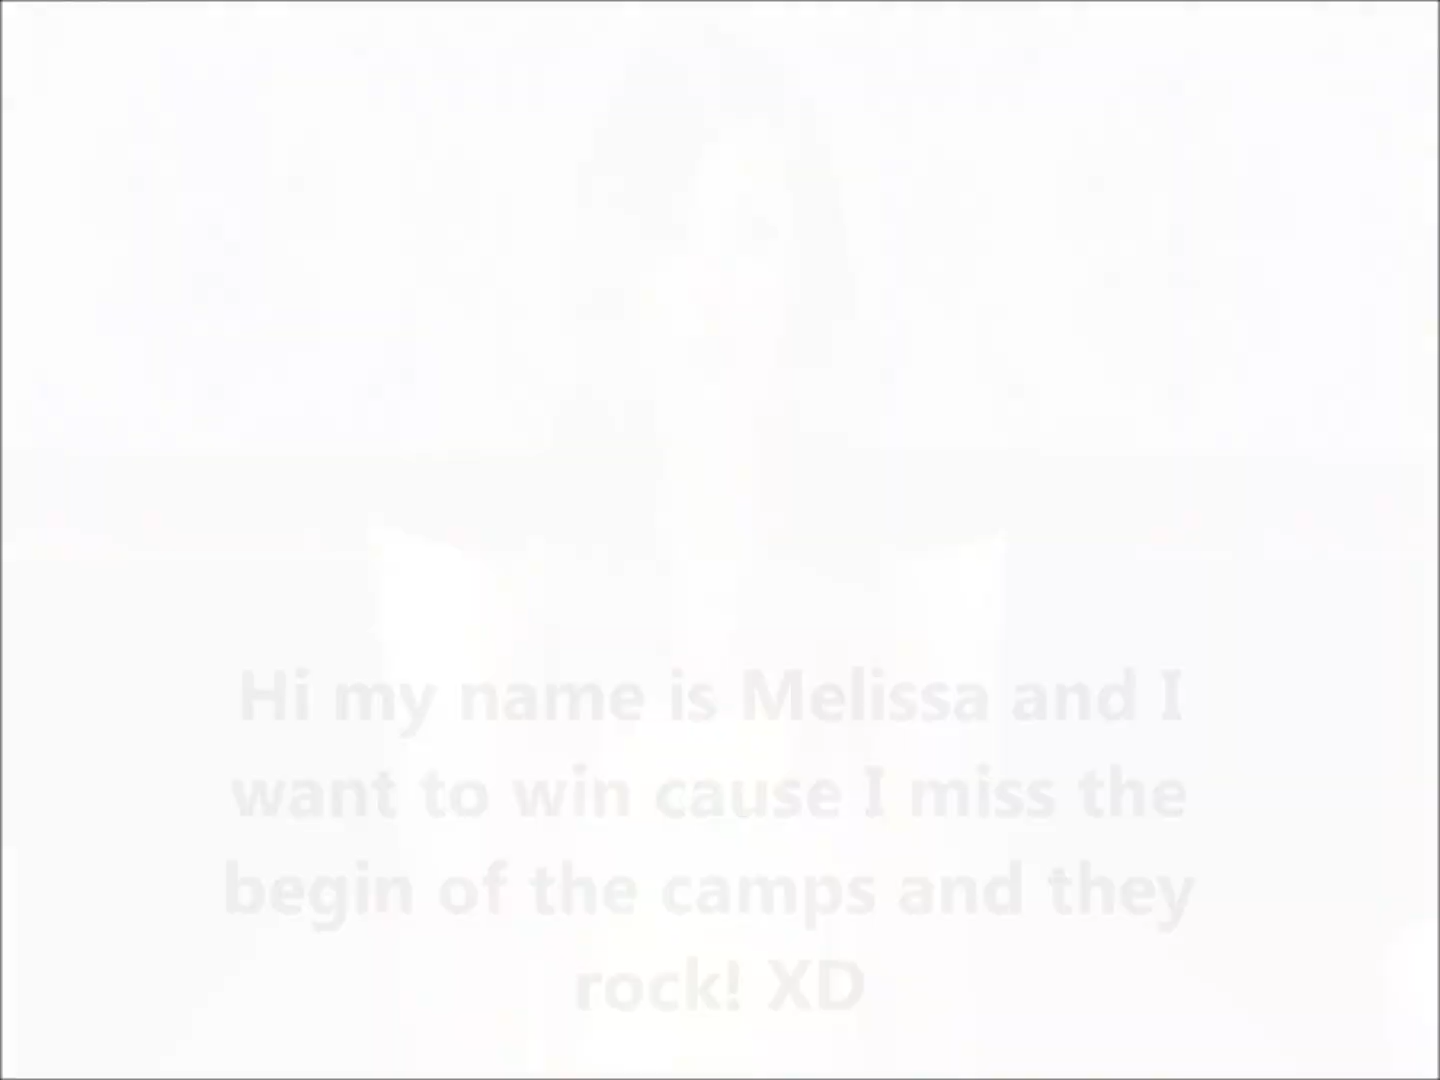 Hi my name is Melissa and I
want to win cause I miss the
begin of the camps and they
rock! XD